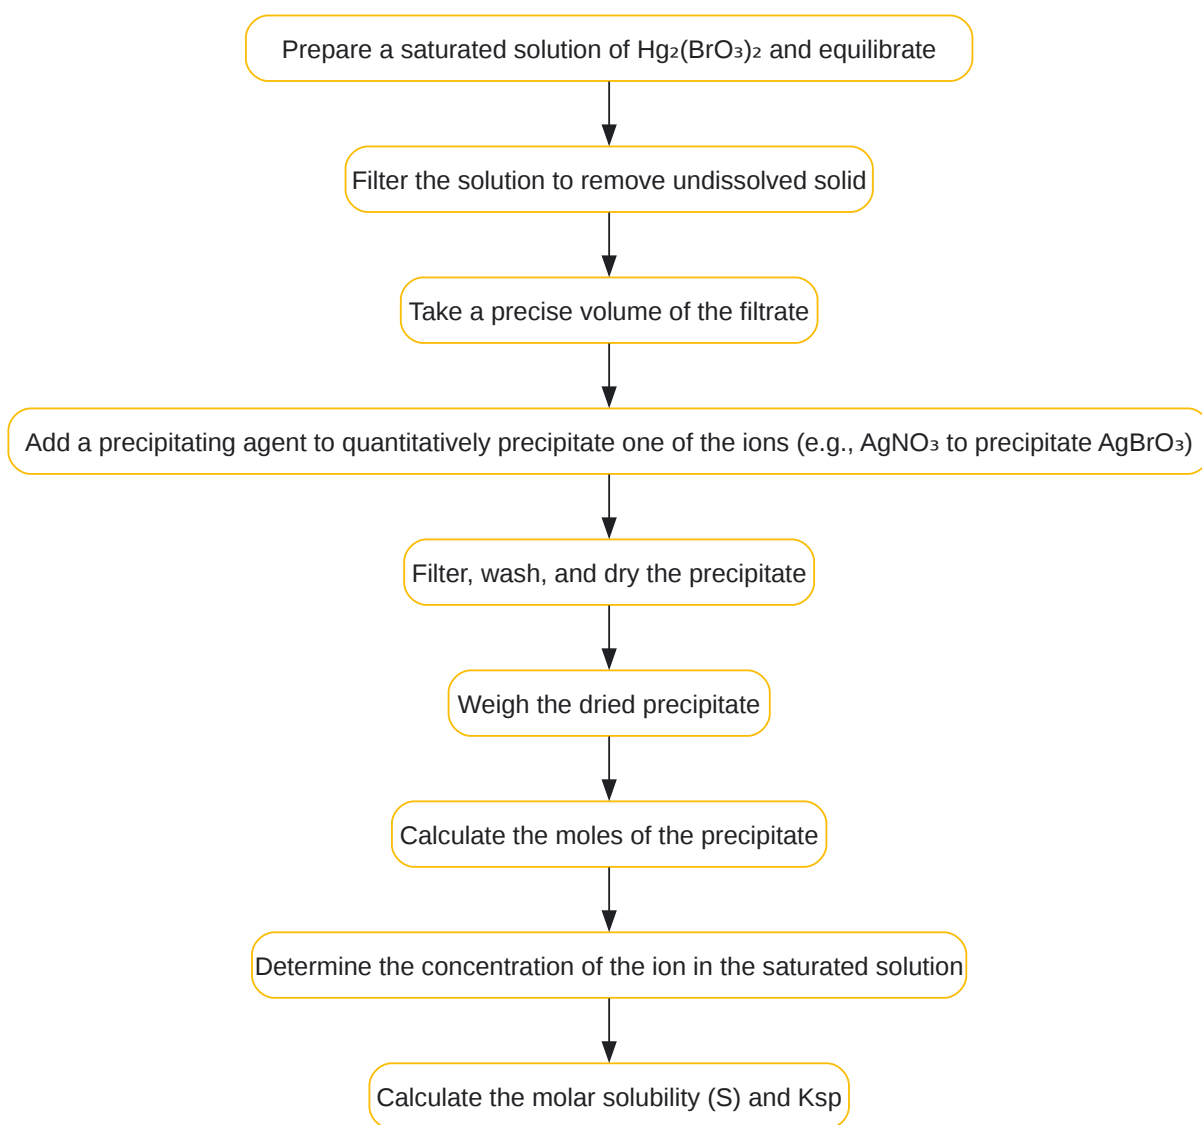 Prepare a saturated solution of Hg₂(BrO₃)₂ and equilibrate
Filter the solution to remove undissolved solid
Take a precise volume of the filtrate
Add a precipitating agent to quantitatively precipitate one of the ions (e.g., AgNO₃ to precipitate AgBrO₃)
Filter, wash, and dry the precipitate
Weigh the dried precipitate
Calculate the moles of the precipitate
Determine the concentration of the ion in the saturated solution
Calculate the molar solubility (S) and Ksp